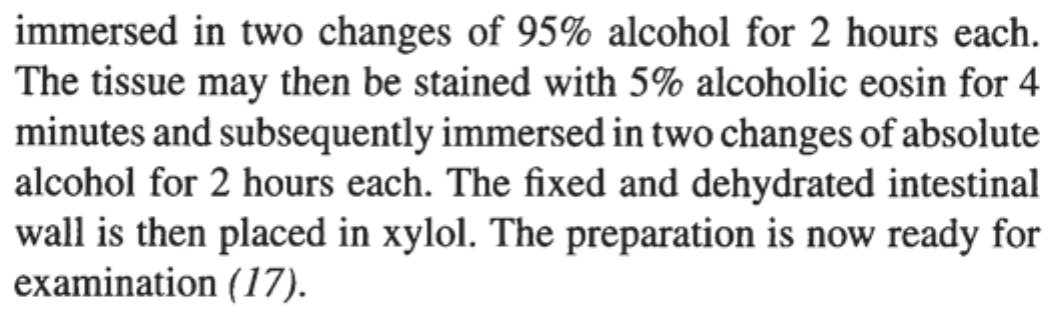 immersed in two changes of 95% alcohol for 2 hours each.
The tissue may then be stained with 5% alcoholic eosin for 4
minutes and subsequently immersed in two changes of absolute
alcohol for 2 hours each. The fixed and dehydrated intestinal
wall is then placed in xylol. The preparation is now ready for
examination (17).